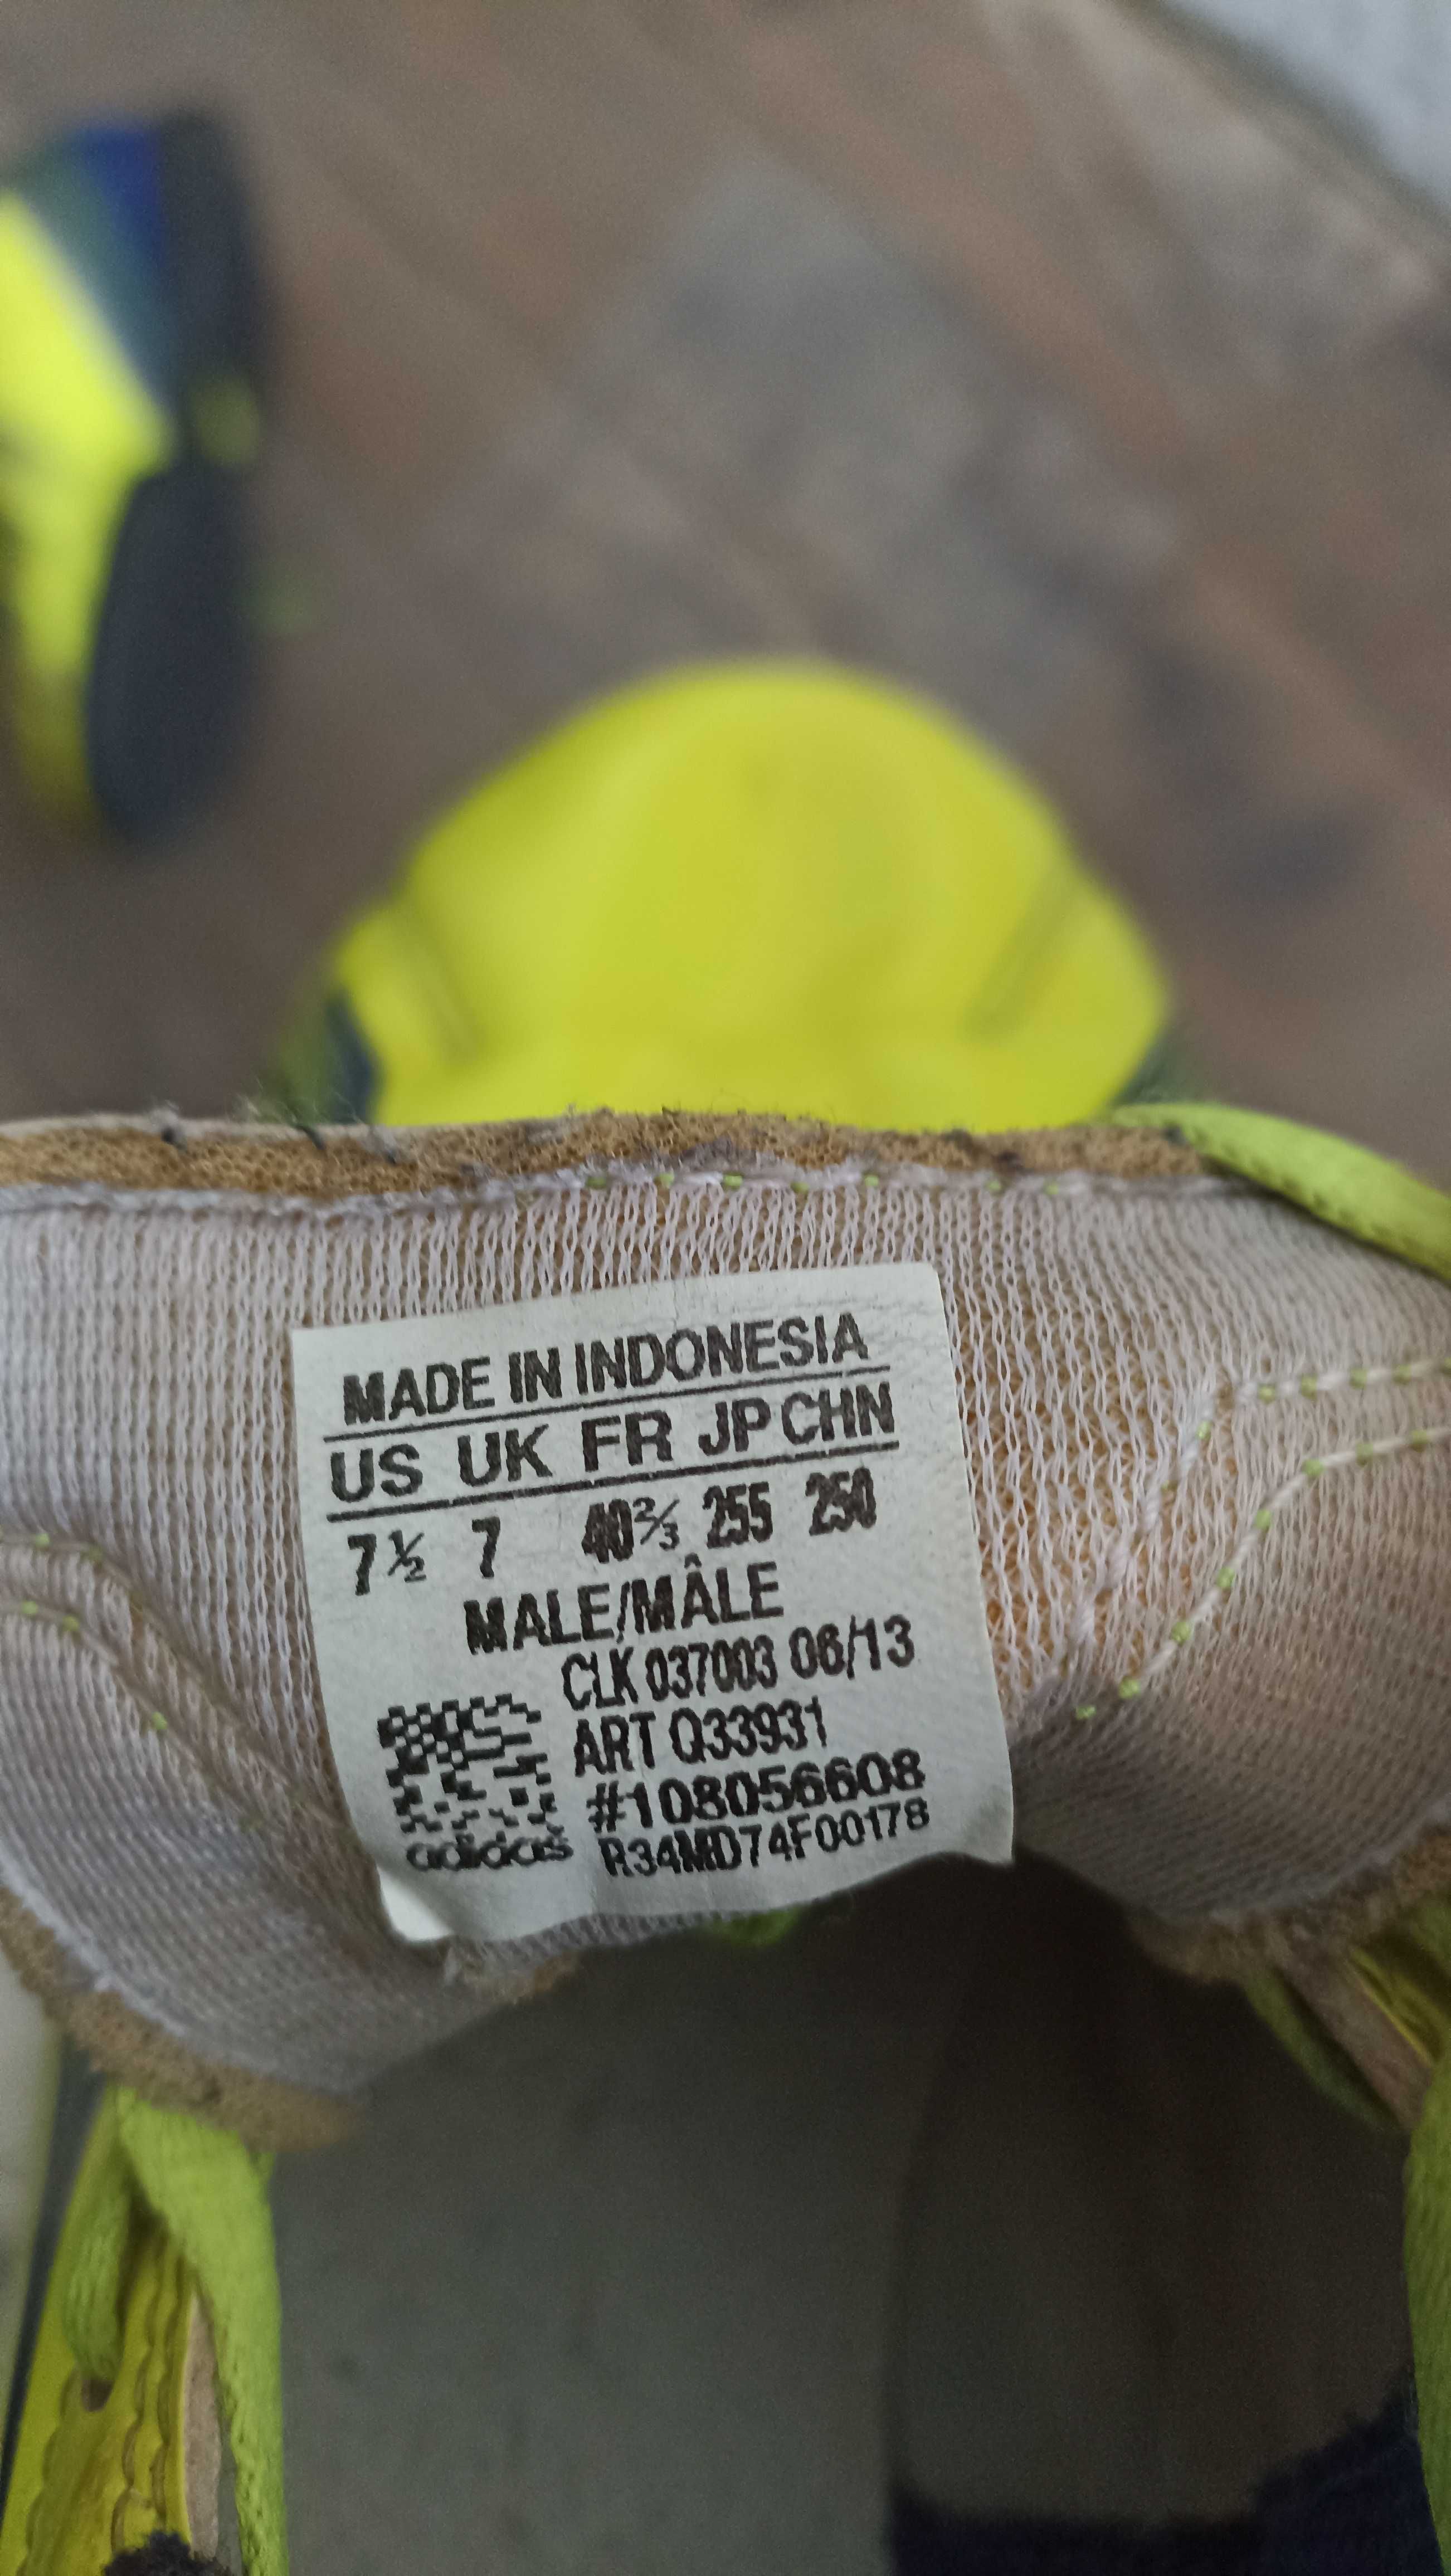 MADE IN INDONESIA
US UK FR JP CHN
7½ 7 40⅔ 255 250
MALE/MÂLE
CLK 037003 06/13
ART Q33931
#108056608
adidas R34MD74F00178